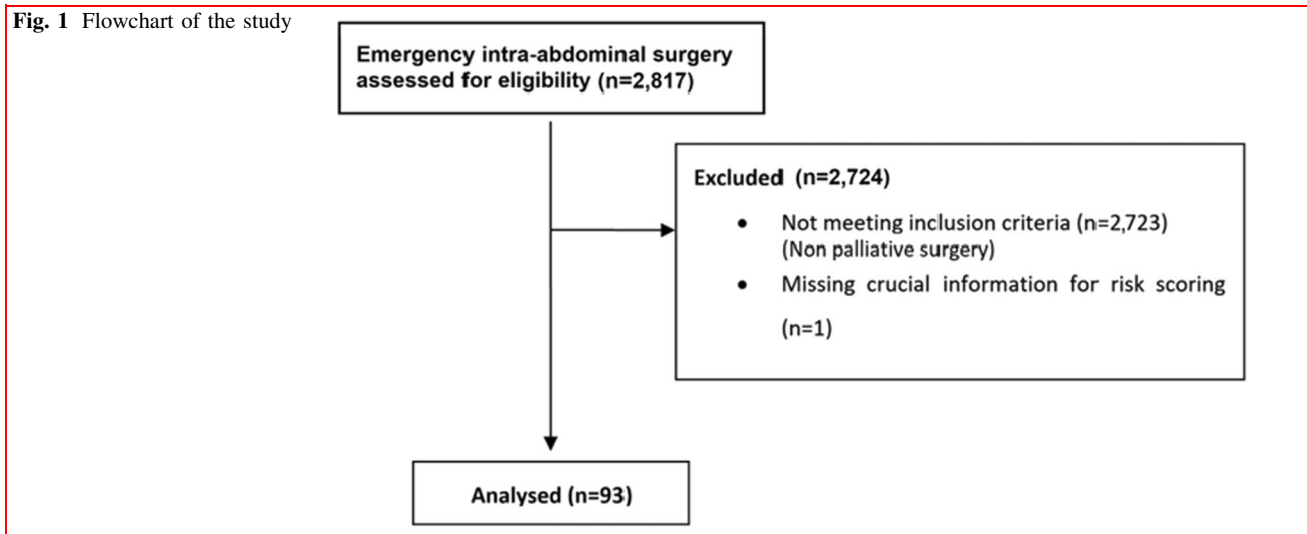 Fig. 1 Flowchart of the study
Emergency intra-abdominal surgery
assessed for eligibility (n=2,817)
Excluded (n=2,724)
• Not meeting inclusion criteria (n=2,723)
(Non palliative surgery)
• Missing crucial information for risk scoring
(n=1)
Analysed (n=93)